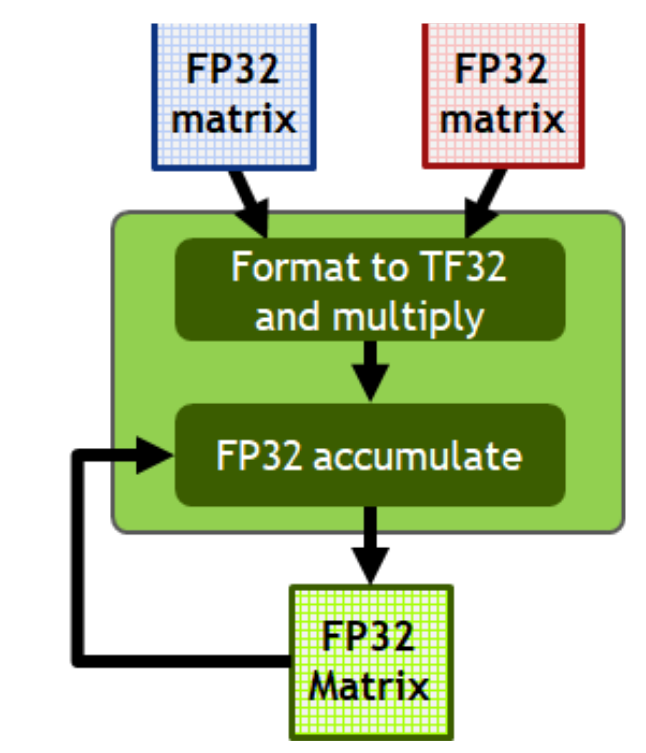 FP32
matrix
FP32
matrix
Format to TF32
and multiply
FP32 accumulate
FP32
Matrix